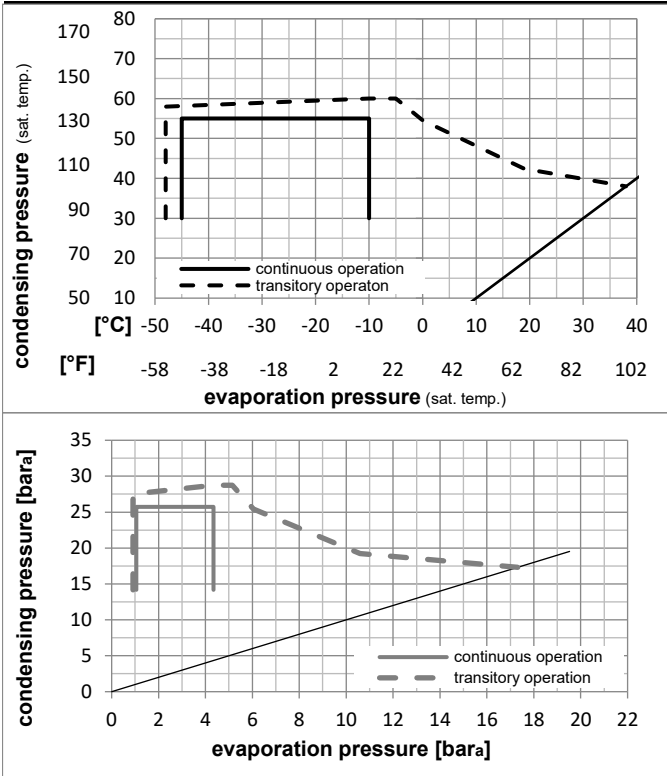 condensing pressure (sat. temp.)
170 80
150 70
60
130 50
110 40
90 30
70 20
50 10
continuous operation
transitory operaton
[°C] -50 -40 -30 -20 -10 0 10 20 30 40
[°F] -58 -38 -18 2 22 42 62 82 102
evaporation pressure (sat. temp.)
condensing pressure [bara]
35
30
25
20
15
10
5
0
continuous operation
transitory operation
0 2 4 6 8 10 12 14 16 18 20 22
evaporation pressure [bara]